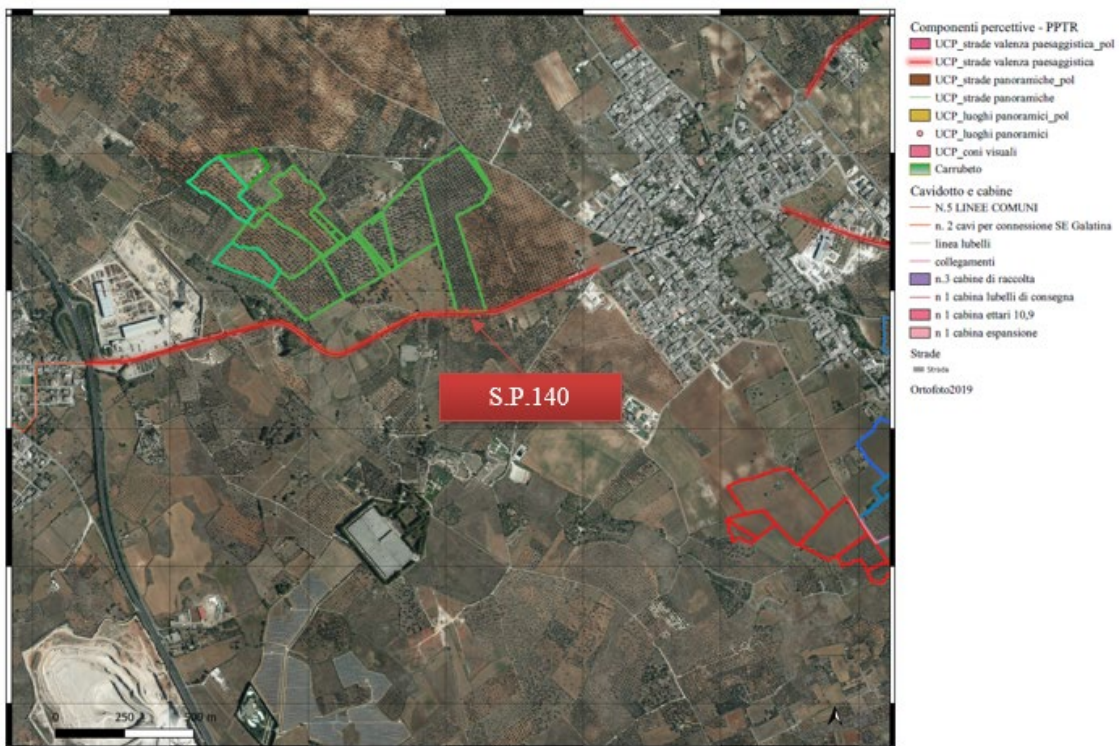 Componenti percettive - PPTR
UCP_strade valenza paesaggistica_pol
UCP_strade valenza paesaggistica
UCP_strade panoramiche_pol
UCP_strade panoramiche
UCP_luoghi panoramici_pol
UCP_luoghi panoramici
UCP_coni visuali
Carrubeto
Cavidotto e cabine
N.5 LINEE COMUNI
n. 2 cavi per connessione SE Galatina
linea lubelli
collegamenti
n.3 cabine di raccolta
n 1 cabina lubelli di consegna
n 1 cabina ettari 10,9
n 1 cabina espansione
Strade
Strada
Ortofoto2019
S.P.140
0 250 500 m